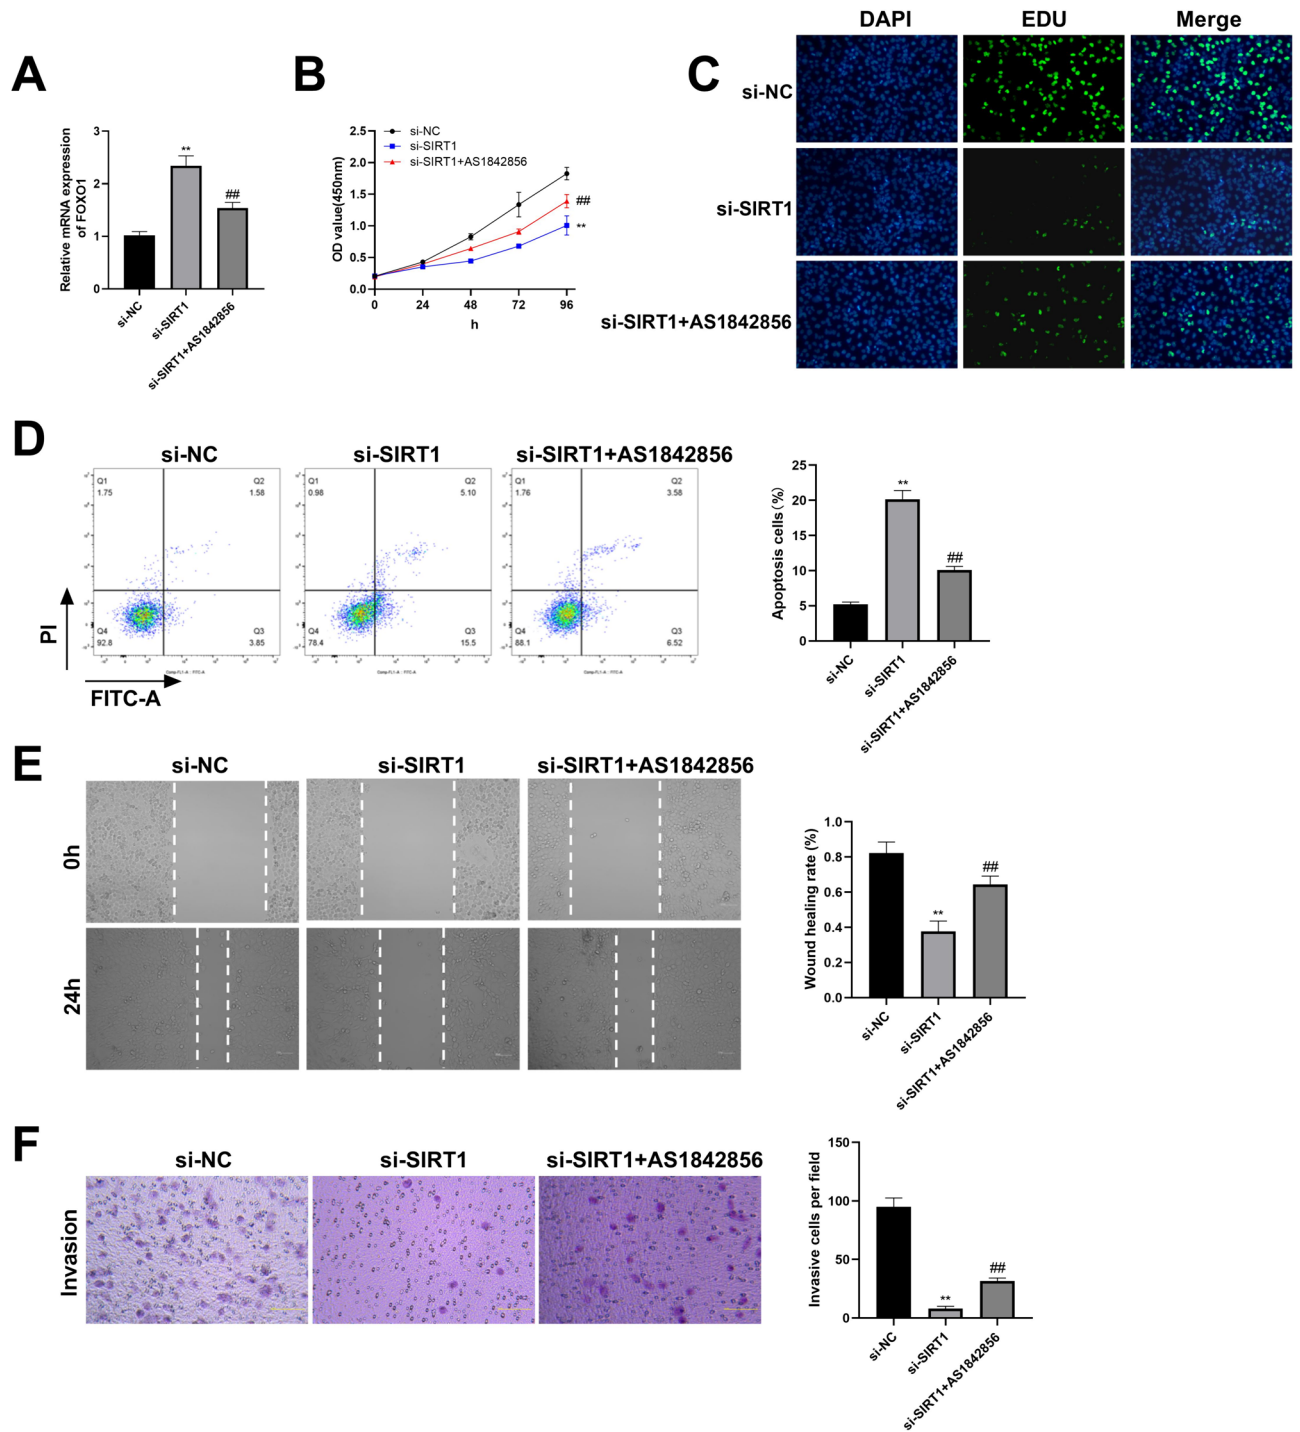 A
Relative mRNA expression
of FOXO1
3
2
1
0
**
##
si-NC
si-SIRT1
si-SIRT1+AS1842856
B
si-NC
si-SIRT1
si-SIRT1+AS1842856
OD value(450nm)
2.5
2.0
1.5
1.0
0.5
0.0
##
**
0 24 48 72 96
h
C
DAPI EDU Merge
si-NC
si-SIRT1
si-SIRT1+AS1842856
D
si-NC si-SIRT1 si-SIRT1+AS1842856
Q1
1.75
Q2
1.58
Q4
92.8
Q3
3.85
Q1
0.98
Q2
5.10
Q4
78.4
Q3
15.5
Q1
1.76
Q2
3.58
Q4
88.1
Q3
6.52
PI
FITC-A
Apoptosis cells(%)
25
20
15
10
5
0
**
##
si-NC
si-SIRT1
si-SIRT1+AS1842856
E
si-NC si-SIRT1 si-SIRT1+AS1842856
0h
24h
Wound healing rate (%)
1.0
0.8
0.6
0.4
0.2
0.0
**
##
si-NC
si-SIRT1
si-SIRT1+AS1842856
F
si-NC si-SIRT1 si-SIRT1+AS1842856
Invasion
Invasive cells per field
150
100
50
0
**
##
si-NC
si-SIRT1
si-SIRT1+AS1842856